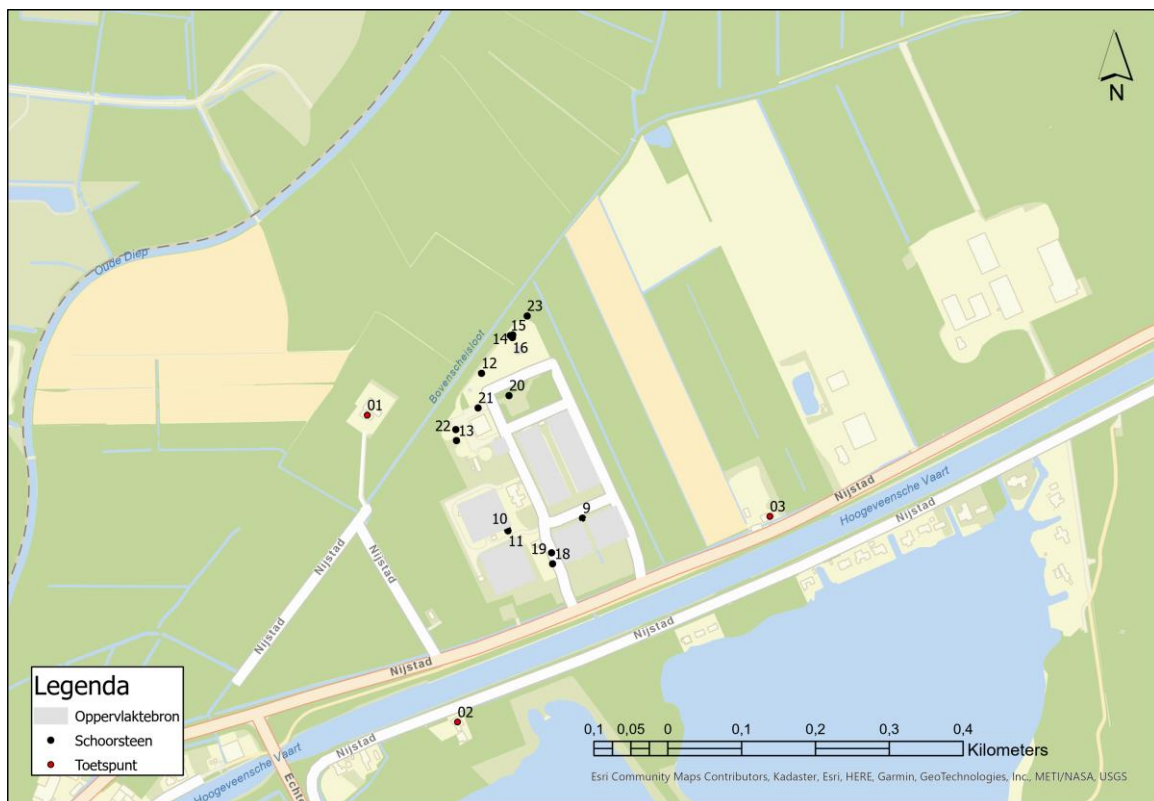 N
Oude Diep
Bovenscheisloot
23
15
14
16
12
20
21
01
22
13
9
10
11
19
18
03
02
Nijstad
Nijstad
Nijstad
Nijstad
Nijstad
Hoogeveensche Vaart
Nijstad
Nijstad
Nijstad
Hoogeveensche Vaart
Echte
Legenda
Oppervlaktebron
Schoorsteen
Toetspunt
0,1 0,05 0 0,1 0,2 0,3 0,4
Kilometers
Esri Community Maps Contributors, Kadaster, Esri, HERE, Garmin, GeoTechnologies, Inc., METI/NASA, USGS